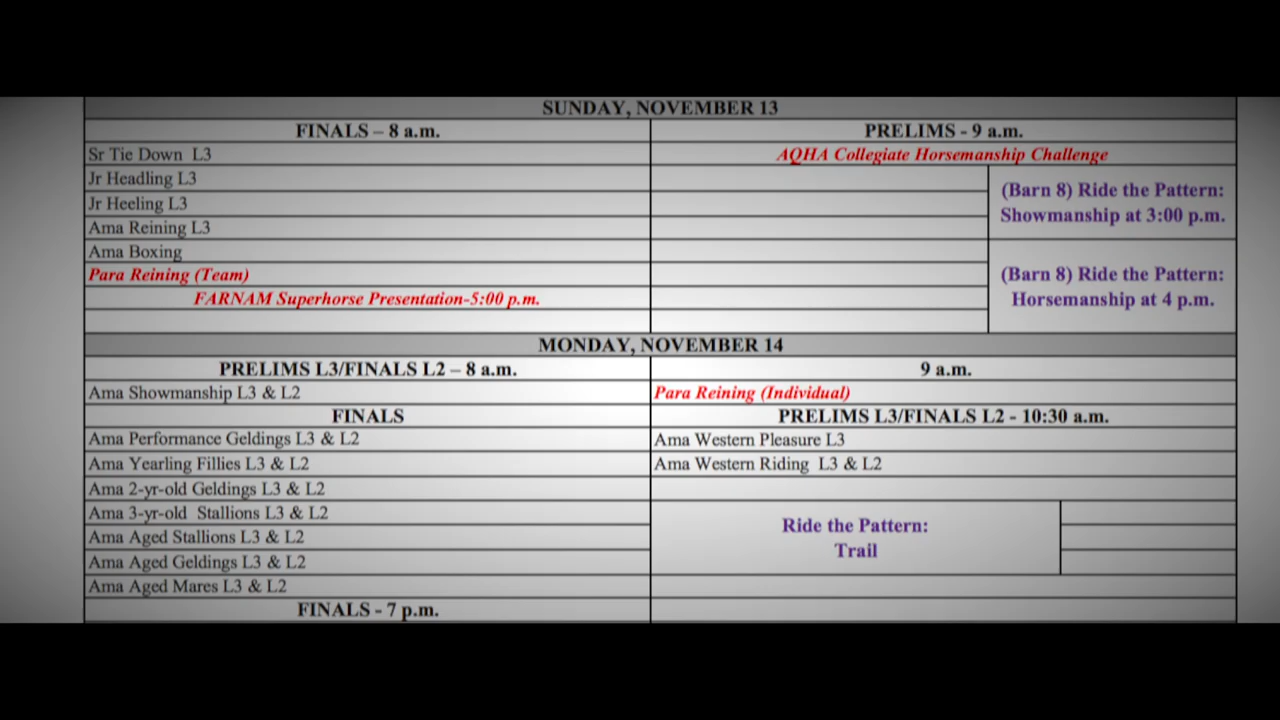 SUNDAY, NOVEMBER 13
FINALS – 8 a.m.
PRELIMS - 9 a.m.
Sr Tie Down L3
AQHA Collegiate Horsemanship Challenge
Jr Headling L3
(Barn 8) Ride the Pattern:
Showmanship at 3:00 p.m.
Jr Heeling L3
Ama Reining L3
Ama Boxing
Para Reining (Team)
(Barn 8) Ride the Pattern:
Horsemanship at 4 p.m.
FARNAM Superhorse Presentation-5:00 p.m.
MONDAY, NOVEMBER 14
PRELIMS L3/FINALS L2 – 8 a.m.
9 a.m.
Ama Showmanship L3 & L2
Para Reining (Individual)
FINALS
PRELIMS L3/FINALS L2 - 10:30 a.m.
Ama Performance Geldings L3 & L2
Ama Western Pleasure L3
Ama Yearling Fillies L3 & L2
Ama Western Riding L3 & L2
Ama 2-yr-old Geldings L3 & L2
Ama 3-yr-old Stallions L3 & L2
Ride the Pattern:
Trail
Ama Aged Stallions L3 & L2
Ama Aged Geldings L3 & L2
Ama Aged Mares L3 & L2
FINALS - 7 p.m.